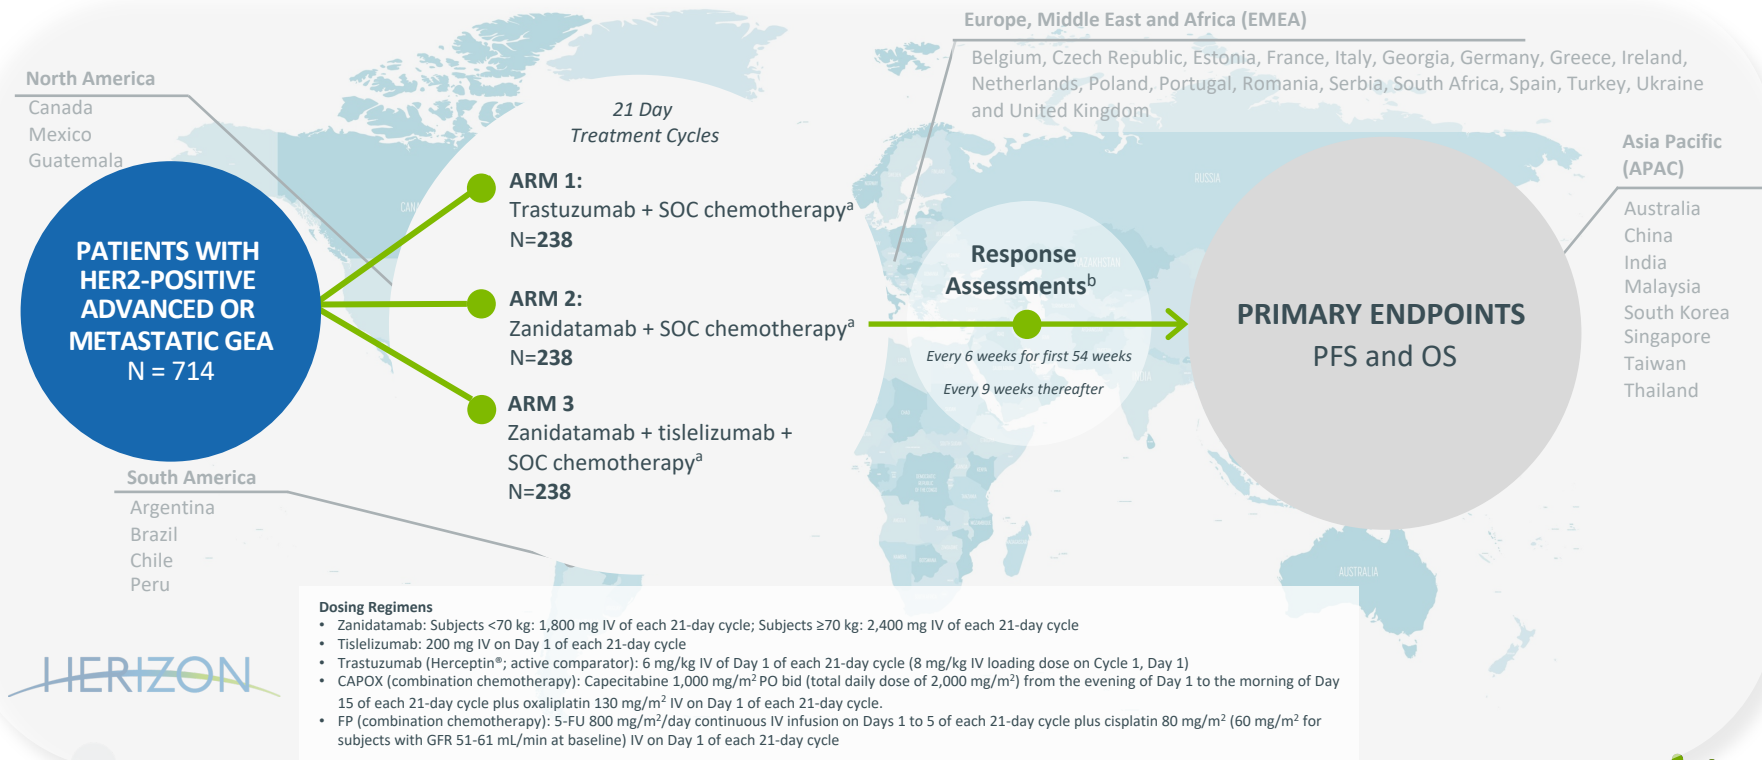 Europe, Middle East and Africa (EMEA)
Belgium, Czech Republic, Estonia, France, Italy, Georgia, Germany, Greece, Ireland,
Netherlands, Poland, Portugal, Romania, Serbia, South Africa, Spain, Turkey, Ukraine
and United Kingdom
North America
Canada
Mexico
Guatemala
21 Day
Treatment Cycles
Asia Pacific
(APAC)
Australia
China
India
Malaysia
South Korea
Singapore
Taiwan
Thailand
RUSSIA
PATIENTS WITH
HER2-POSITIVE
ADVANCED OR
METASTATIC GEA
N = 714
ARM 1:
Trastuzumab + SOC chemotherapyᵃ
N=238
ARM 2:
Zanidatamab + SOC chemotherapyᵃ
N=238
ARM 3
Zanidatamab + tislelizumab +
SOC chemotherapyᵃ
N=238
Response
Assessmentsᵇ
Every 6 weeks for first 54 weeks
Every 9 weeks thereafter
PRIMARY ENDPOINTS
PFS and OS
South America
Argentina
Brazil
Chile
Peru
AUSTRALIA
HERIZON
Dosing Regimens
• Zanidatamab: Subjects <70 kg: 1,800 mg IV of each 21-day cycle; Subjects ≥70 kg: 2,400 mg IV of each 21-day cycle
• Tislelizumab: 200 mg IV on Day 1 of each 21-day cycle
• Trastuzumab (Herceptin®; active comparator): 6 mg/kg IV of Day 1 of each 21-day cycle (8 mg/kg IV loading dose on Cycle 1, Day 1)
• CAPOX (combination chemotherapy): Capecitabine 1,000 mg/m² PO bid (total daily dose of 2,000 mg/m²) from the evening of Day 1 to the morning of Day
15 of each 21-day cycle plus oxaliplatin 130 mg/m² IV on Day 1 of each 21-day cycle.
• FP (combination chemotherapy): 5-FU 800 mg/m²/day continuous IV infusion on Days 1 to 5 of each 21-day cycle plus cisplatin 80 mg/m² (60 mg/m² for
subjects with GFR 51-61 mL/min at baseline) IV on Day 1 of each 21-day cycle